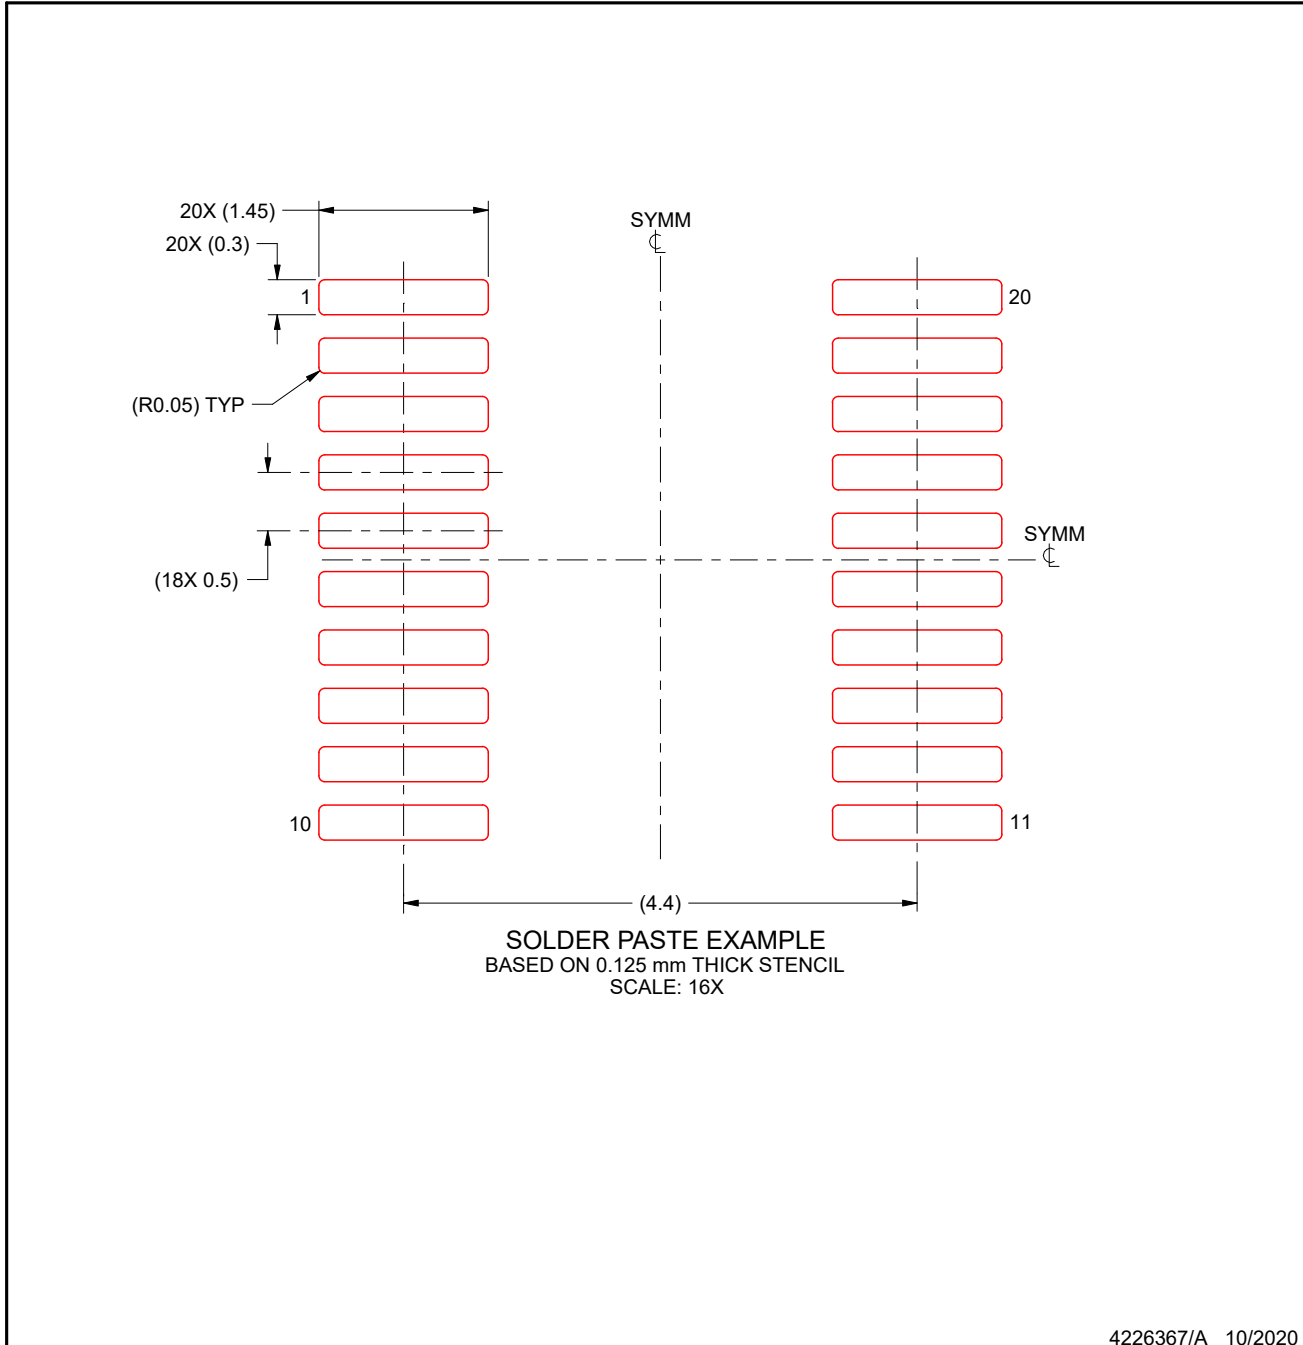 20X (1.45)
SYMM
20X (0.3)
1
20
(R0.05) TYP
SYMM
(18X 0.5)
10
11
(4.4)
SOLDER PASTE EXAMPLE
BASED ON 0.125 mm THICK STENCIL
SCALE: 16X
4226367/A 10/2020